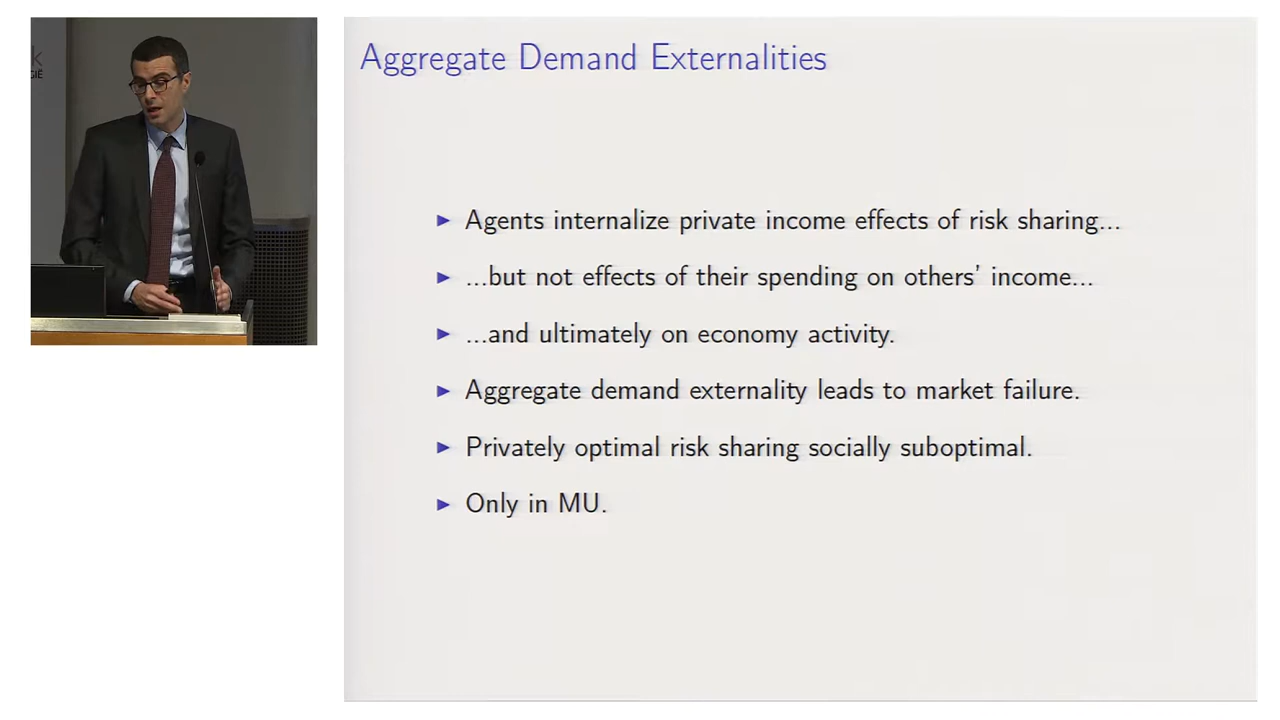 k
GIË
Aggregate Demand Externalities
► Agents internalize private income effects of risk sharing...
► ...but not effects of their spending on others' income...
► ...and ultimately on economy activity.
► Aggregate demand externality leads to market failure.
► Privately optimal risk sharing socially suboptimal.
► Only in MU.